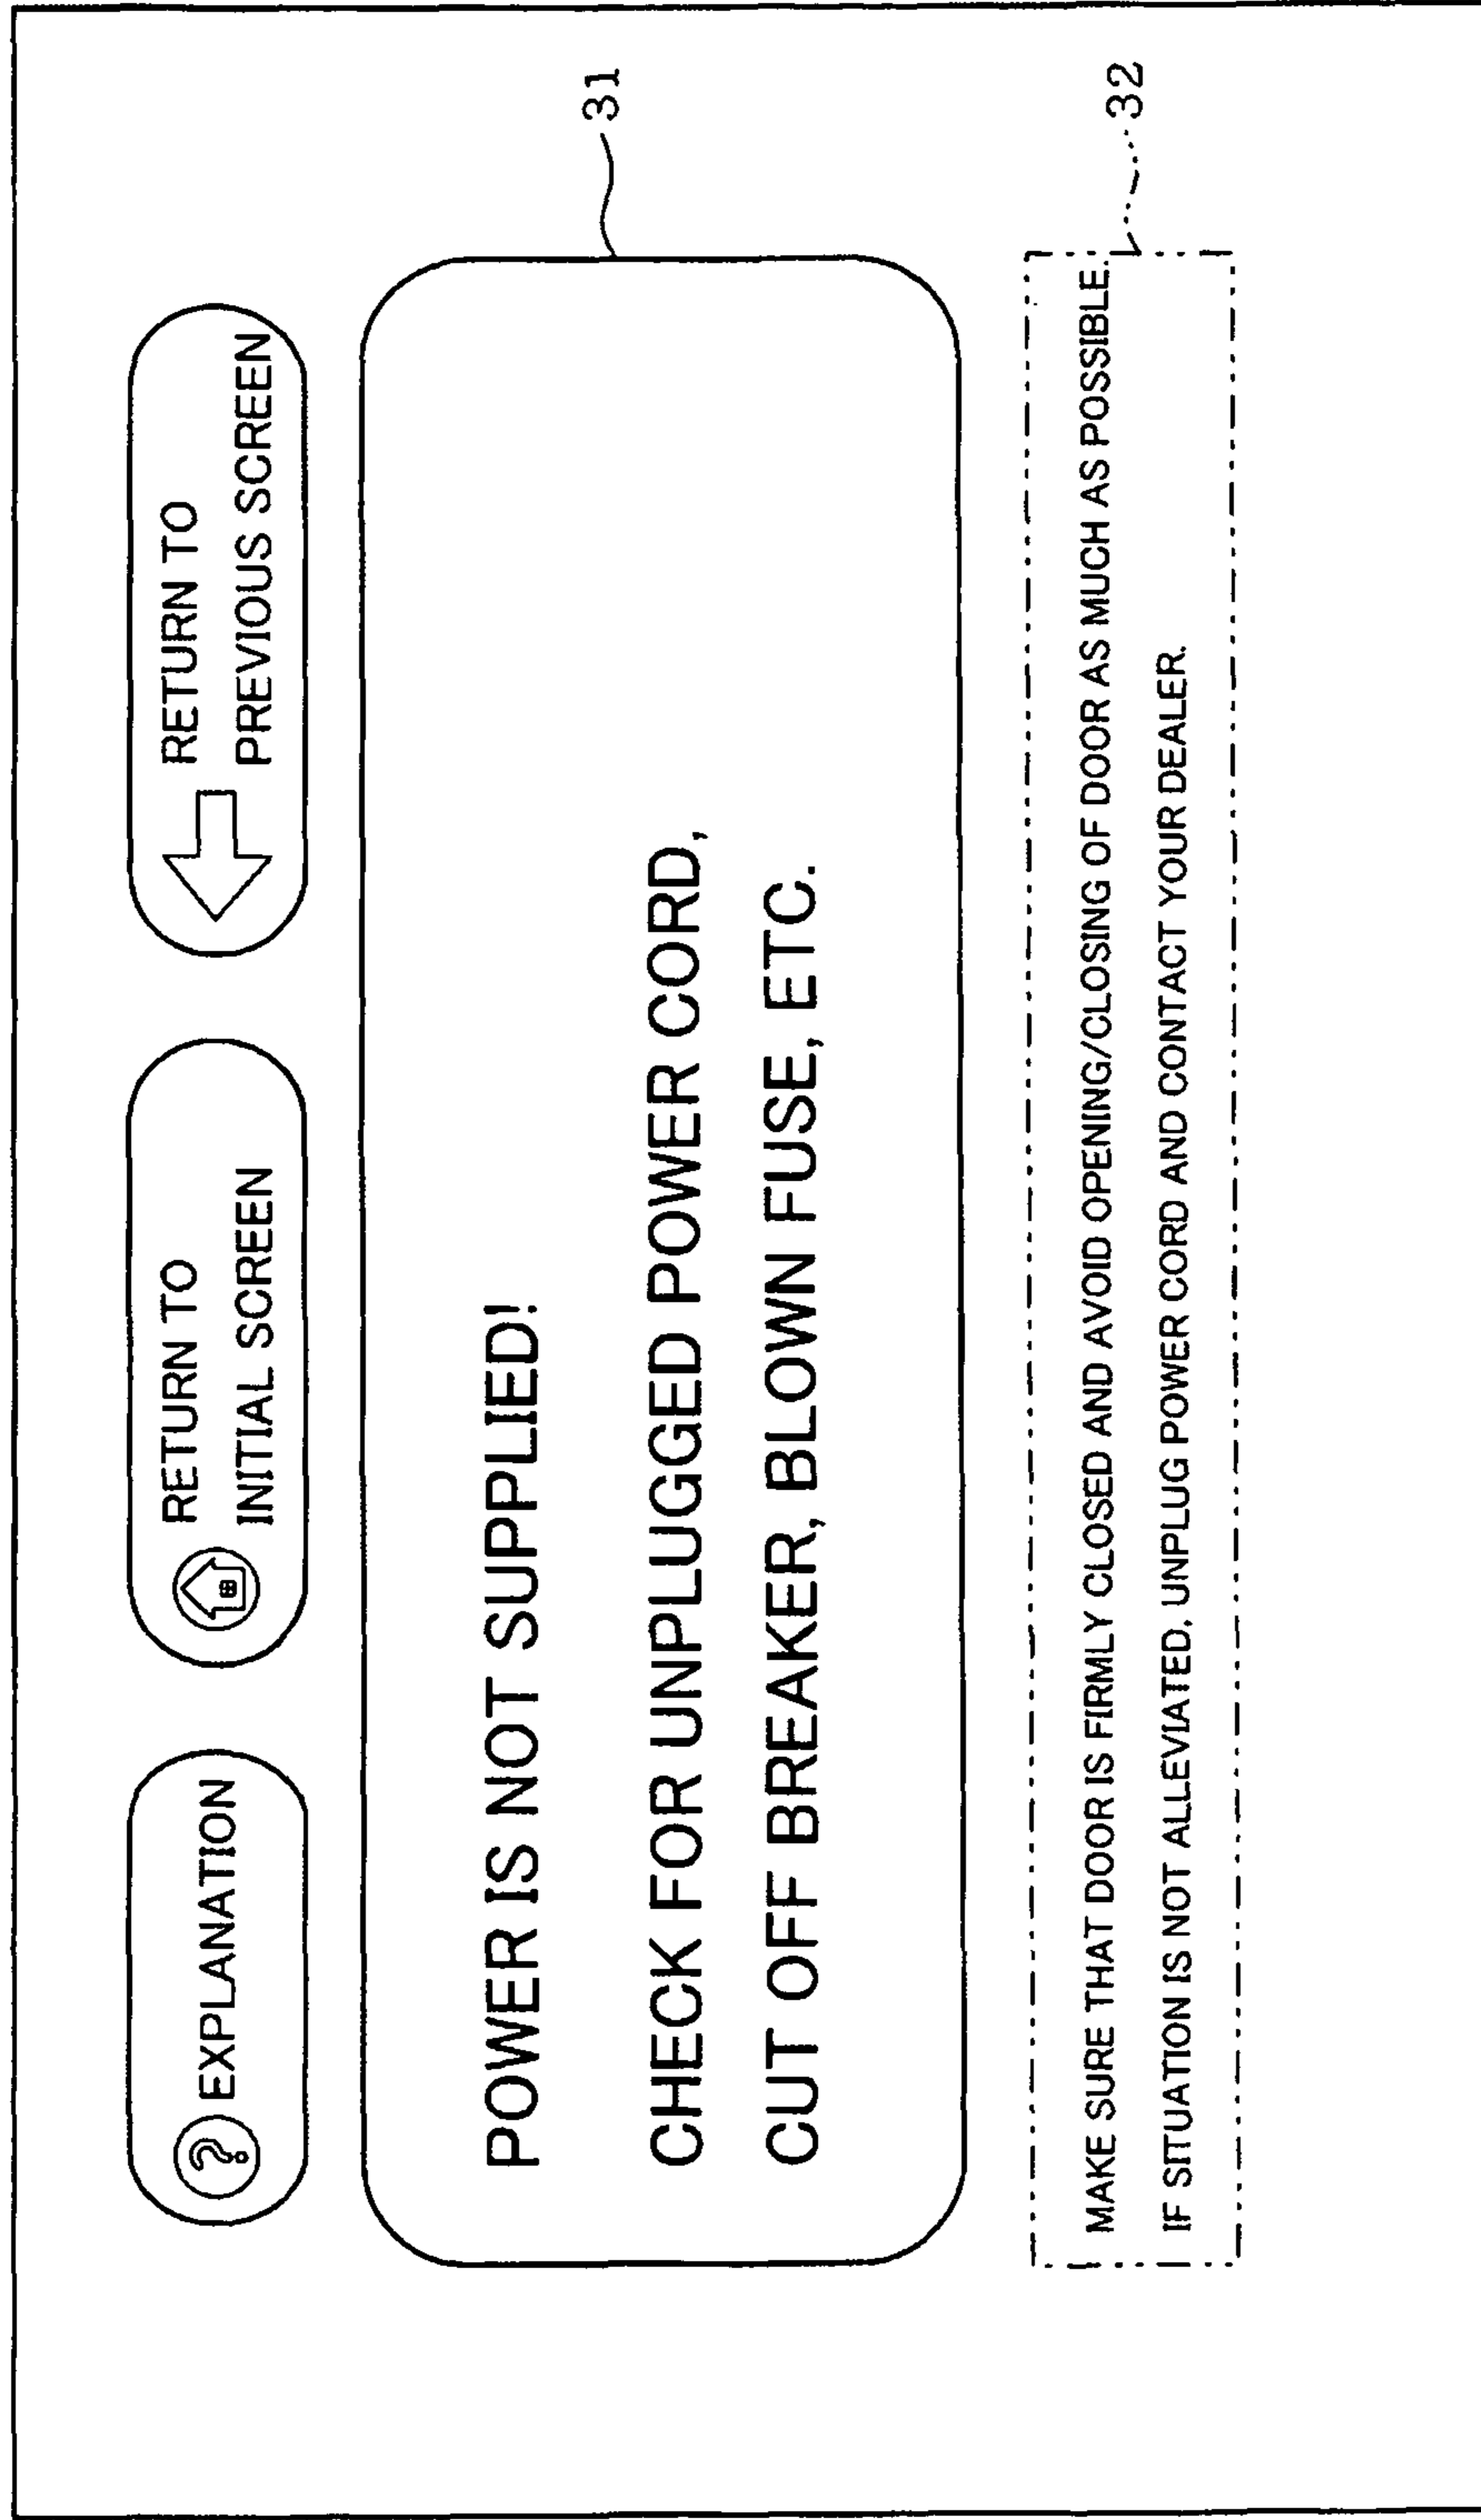 ? EXPLANATION
RETURN TO
INITIAL SCREEN
RETURN TO
PREVIOUS SCREEN
POWER IS NOT SUPPLIED!
CHECK FOR UNPLUGGED POWER CORD,
CUT OFF BREAKER, BLOWN FUSE, ETC.
31
MAKE SURE THAT DOOR IS FIRMLY CLOSED AND AVOID OPENING/CLOSING OF DOOR AS MUCH AS POSSIBLE.
IF SITUATION IS NOT ALLEVIATED, UNPLUG POWER CORD AND CONTACT YOUR DEALER.
32